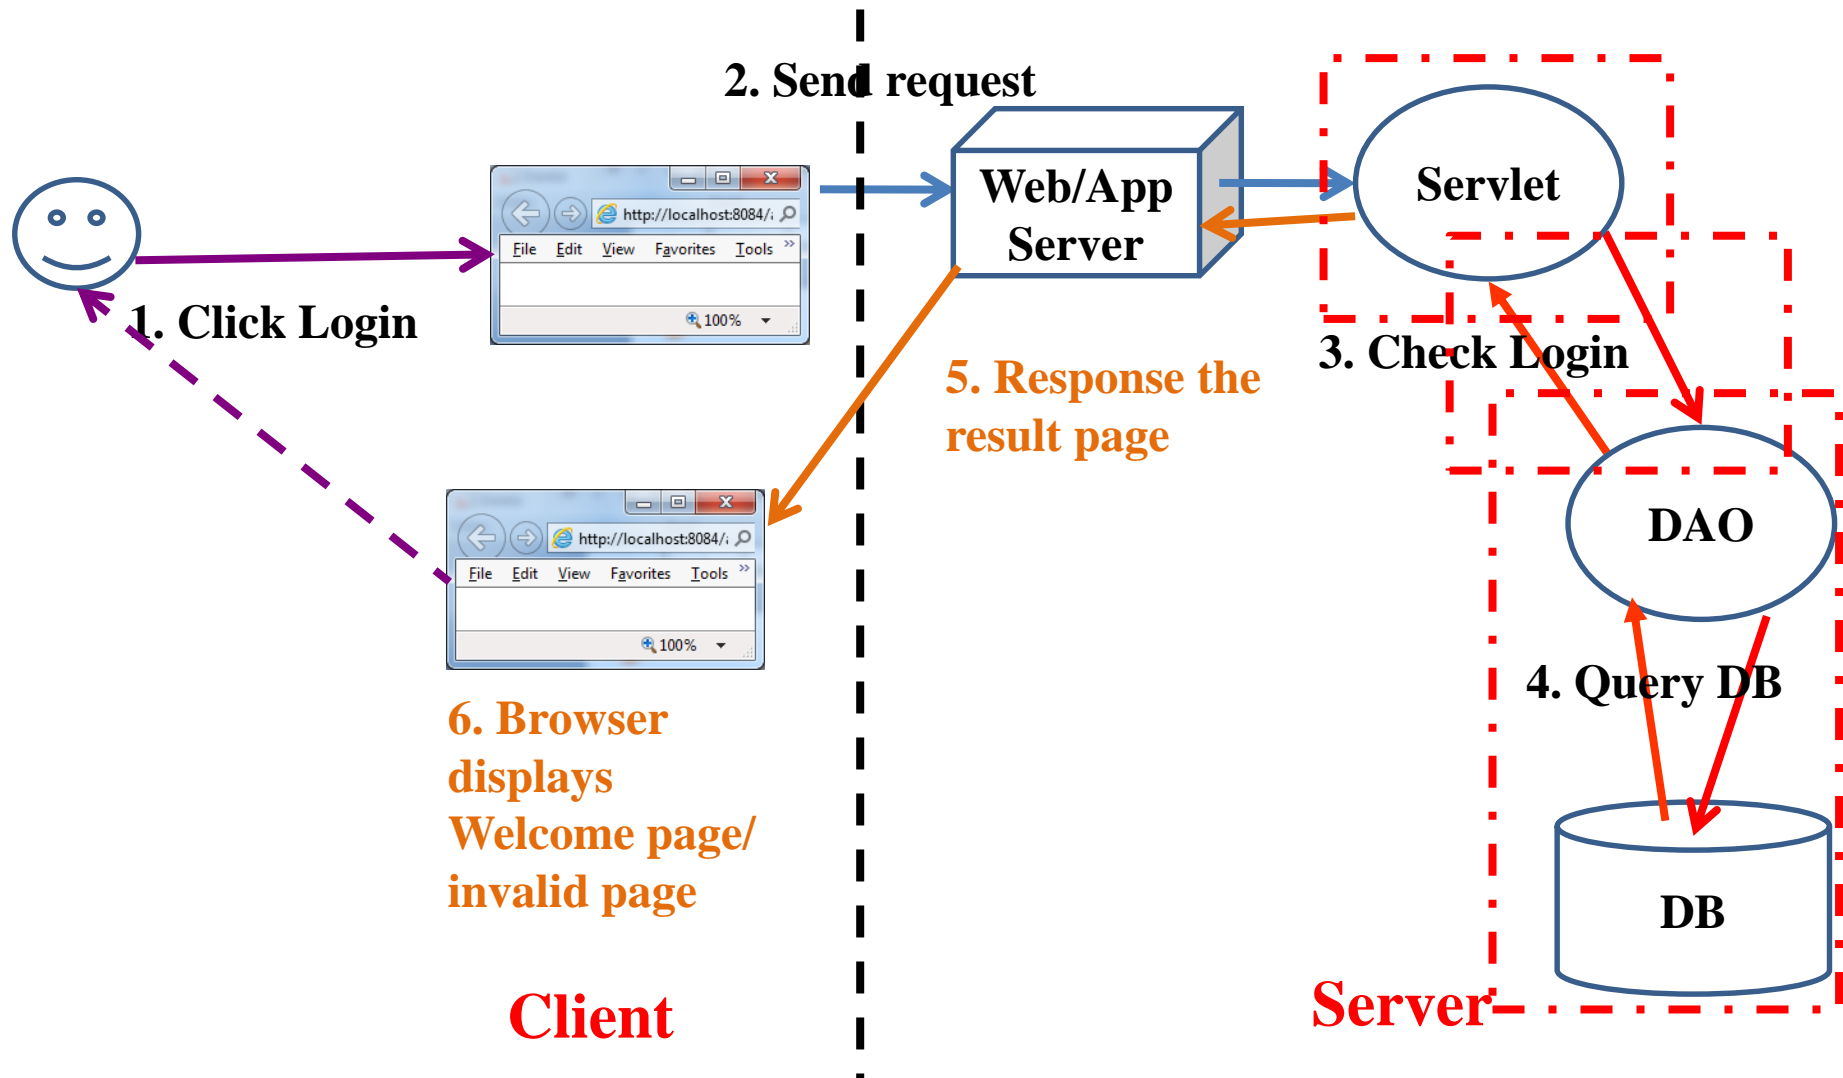 2. Send request
Web/App
Server
Servlet
http://localhost:8084/
File Edit View Favorites Tools »
100%
1. Click Login
3. Check Login
5. Response the
result page
http://localhost:8084/
File Edit View Favorites Tools »
100%
DAO
4. Query DB
6. Browser
displays
Welcome page/
invalid page
DB
Client
Server